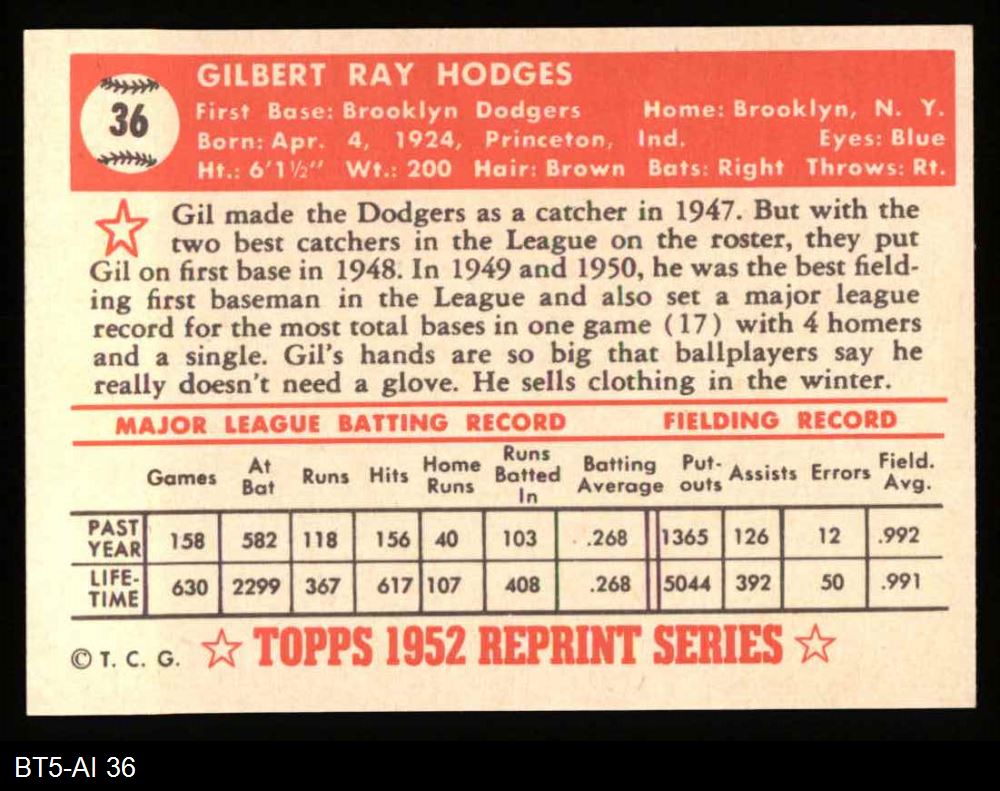 GILBERT RAY HODGES
36
First Base: Brooklyn Dodgers Home: Brooklyn, N. Y.
Born: Apr. 4, 1924, Princeton, Ind. Eyes: Blue
Ht.: 6'1½" Wt.: 200 Hair: Brown Bats: Right Throws: Rt.
Gil made the Dodgers as a catcher in 1947. But with the
two best catchers in the League on the roster, they put
Gil on first base in 1948. In 1949 and 1950, he was the best field-
ing first baseman in the League and also set a major league
record for the most total bases in one game (17) with 4 homers
and a single. Gil's hands are so big that ballplayers say he
really doesn't need a glove. He sells clothing in the winter.
MAJOR LEAGUE BATTING RECORD FIELDING RECORD
Games At Bat Runs Hits Home Runs Runs Batted In Batting Average Put-outs Assists Errors Field. Avg.
PAST YEAR 158 582 118 156 40 103 .268 1365 126 12 .992
LIFE-TIME 630 2299 367 617 107 408 .268 5044 392 50 .991
© T. C. G. TOPPS 1952 REPRINT SERIES
BT5-AI 36